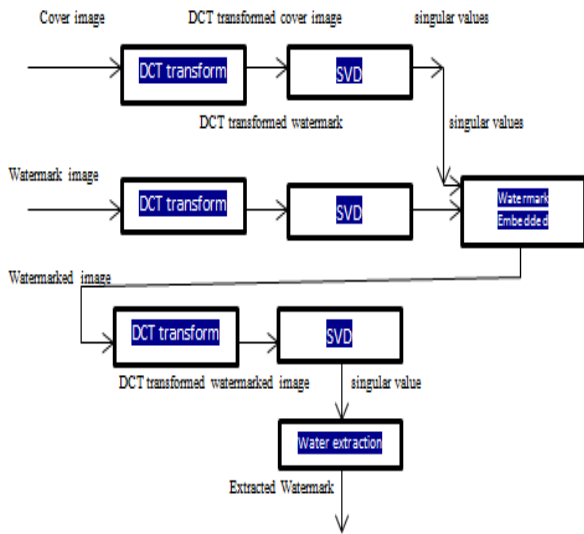 Cover image
DCT transformed cover image
singular values
DCT transform
SVD
DCT transformed watermark
singular values
Watermark image
DCT transform
SVD
Watermark
Embedded
Watermarked image
DCT transform
SVD
DCT transformed watermarked image
singular value
Water extraction
Extracted Watermark